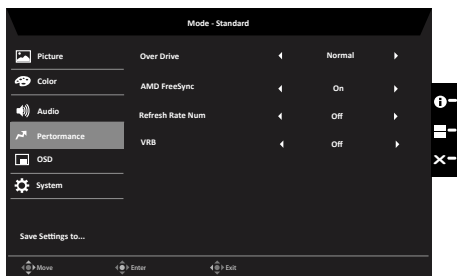 Mode - Standard
Picture
Over Drive Normal
Color
AMD FreeSync On
Audio
Refresh Rate Num Off
Pertormance
VRB Off
OSD
System
Save Settings to...
Move Enter Exit